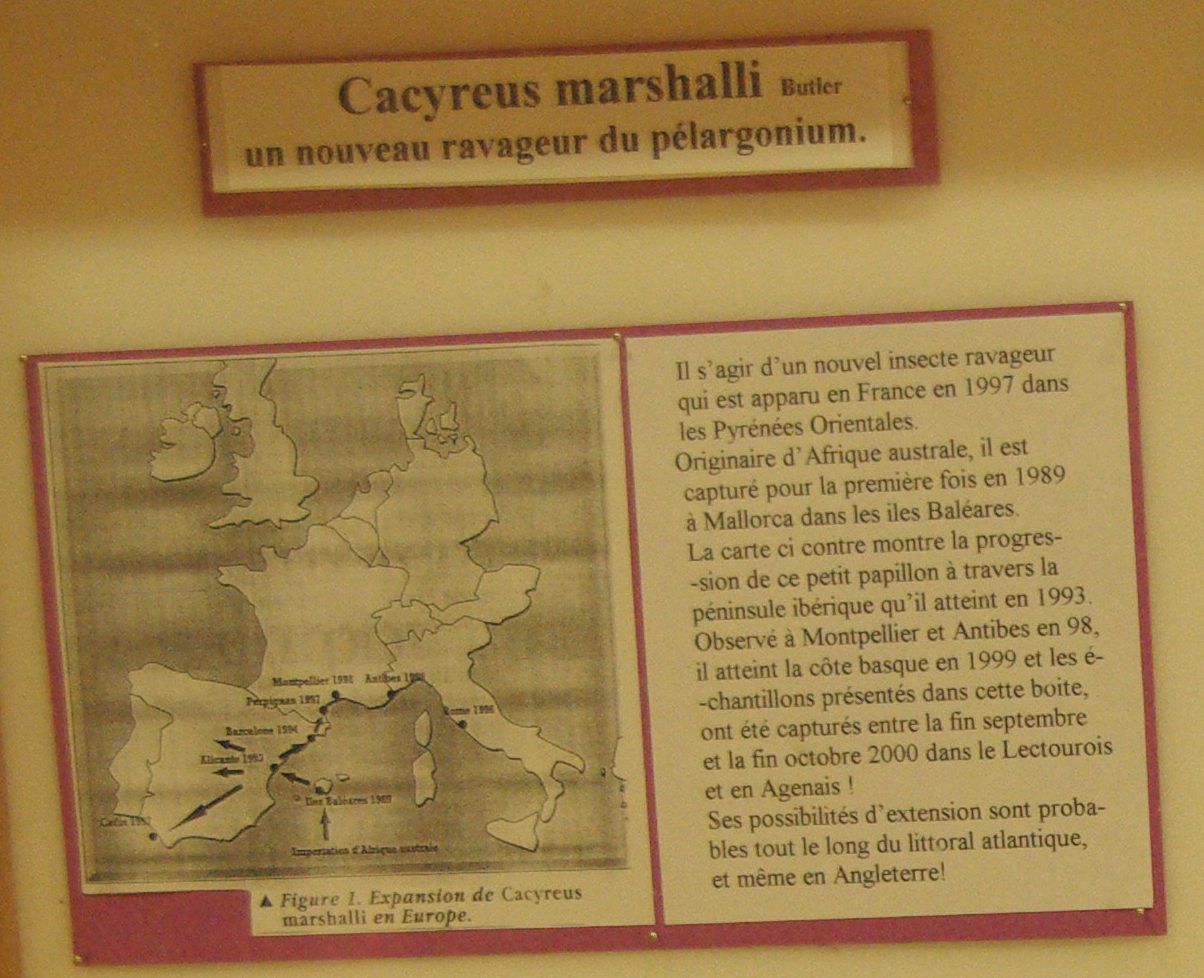 Cacyreus marshalli Butler
un nouveau ravageur du pélargonium.
Montpellier 1998 Antibes
Perpignan 1997
Rome 1996
Barcelone 1994
Alicante 1993
Iles Baléares 1989
Importation d'Afrique australe
▲ Figure 1. Expansion de Cacyreus
marshalli en Europe.
Il s'agir d'un nouvel insecte ravageur
qui est apparu en France en 1997 dans
les Pyrénées Orientales.
Originaire d'Afrique australe, il est
capturé pour la première fois en 1989
à Mallorca dans les iles Baléares.
La carte ci contre montre la progres-
-sion de ce petit papillon à travers la
péninsule ibérique qu'il atteint en 1993.
Observé à Montpellier et Antibes en 98,
il atteint la côte basque en 1999 et les é-
-chantillons présentés dans cette boite,
ont été capturés entre la fin septembre
et la fin octobre 2000 dans le Lectourois
et en Agenais !
Ses possibilités d'extension sont proba-
bles tout le long du littoral atlantique,
et même en Angleterre!